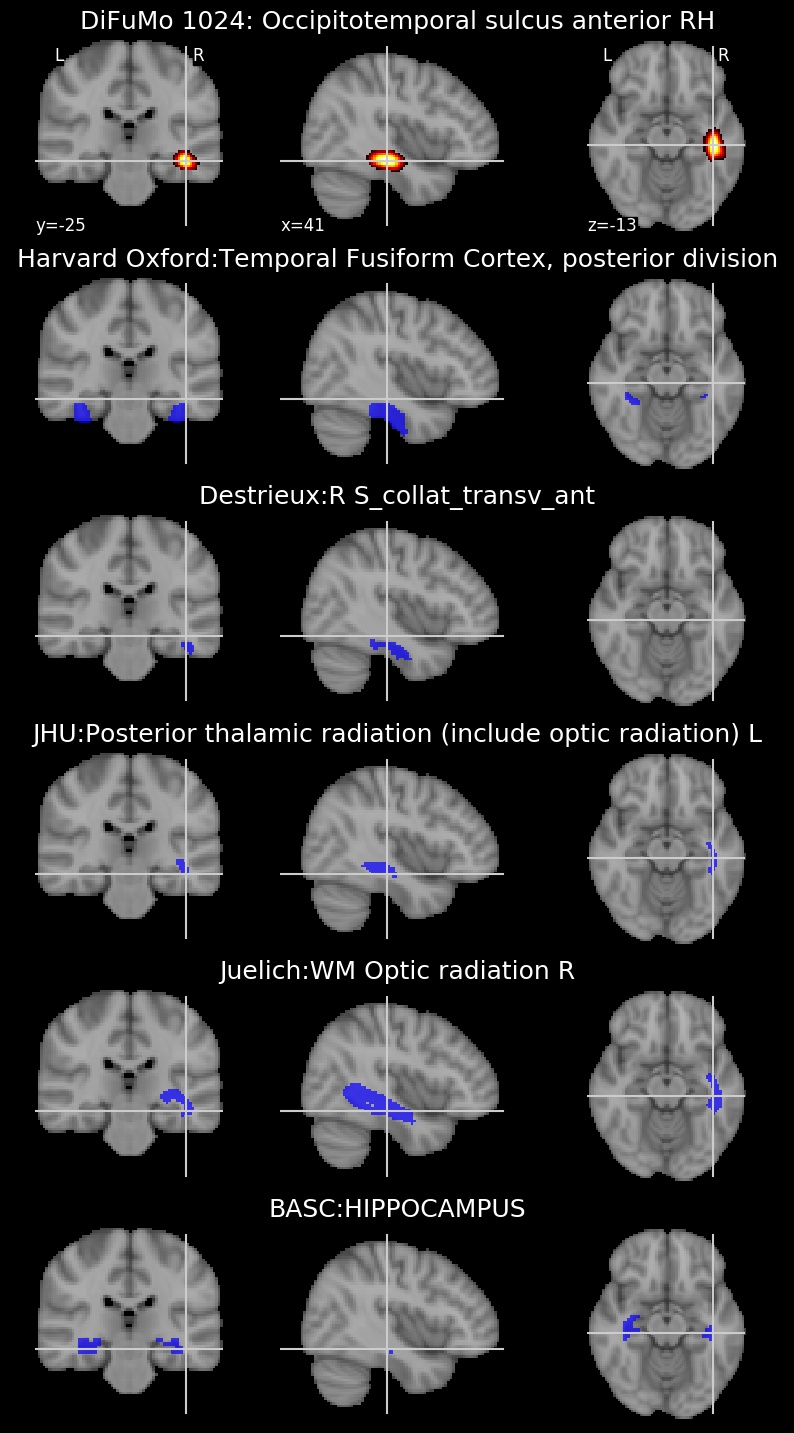 DiFuMo 1024: Occipitotemporal sulcus anterior RH
L R L R
y=-25 x=41 z=-13
Harvard Oxford:Temporal Fusiform Cortex, posterior division
Destrieux:R S_collat_transv_ant
JHU:Posterior thalamic radiation (include optic radiation) L
Juelich:WM Optic radiation R
BASC:HIPPOCAMPUS